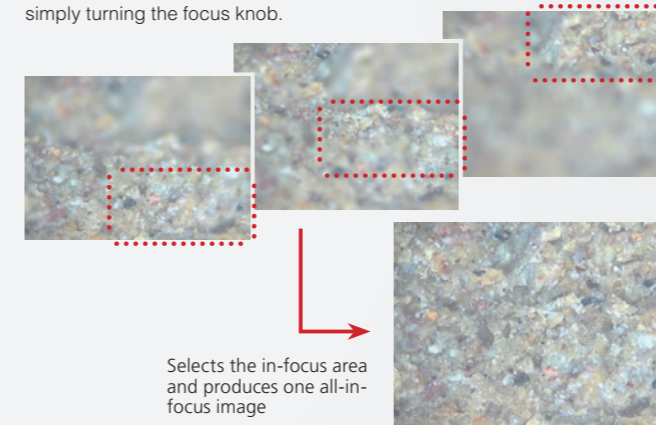 simply turning the focus knob.
Selects the in-focus area
and produces one all-in-
focus image